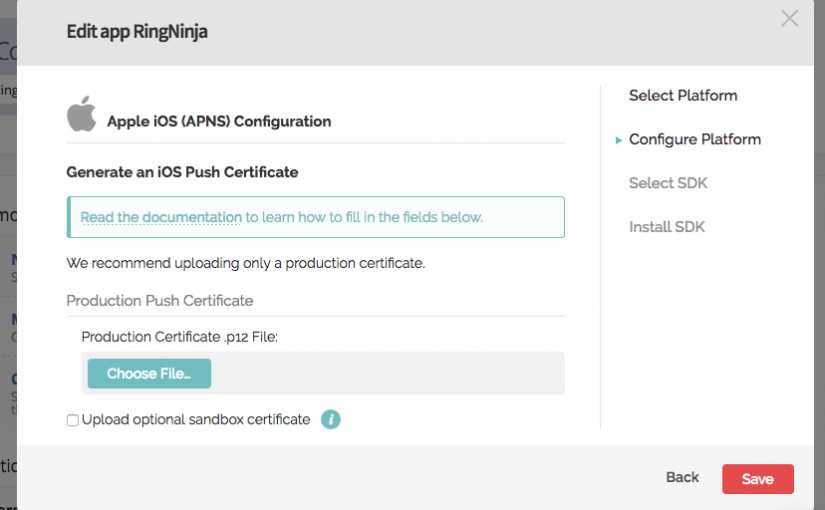 Edit app RingNinja
Apple iOS (APNS) Configuration
Generate an iOS Push Certificate
Read the documentation to learn how to fill in the fields below.
We recommend uploading only a production certificate.
Production Push Certificate
Production Certificate .p12 File:
Choose File...
Upload optional sandbox certificate i
Select Platform
Configure Platform
Select SDK
Install SDK
Back
Save